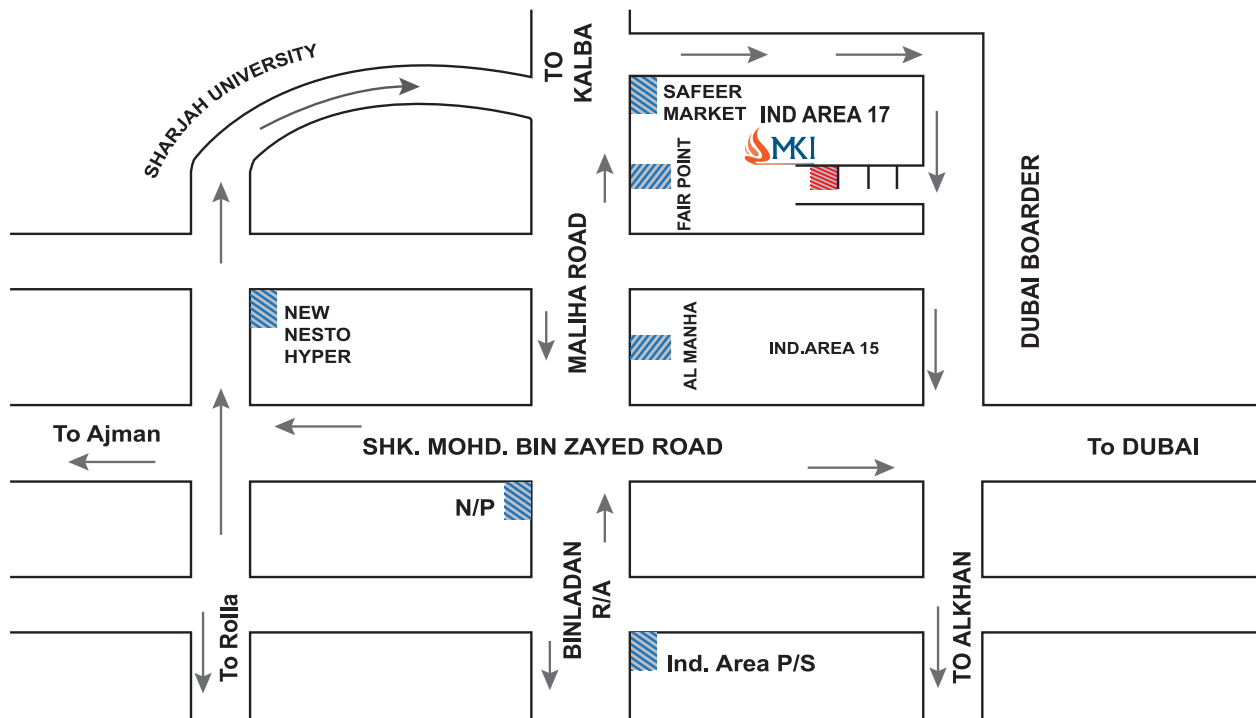 SHARJAH UNIVERSITY
TO
KALBA
SAFEER
MARKET
IND AREA 17
MKI
FAIR POINT
MALIHA ROAD
DUBAI BOARDER
NEW
NESTO
HYPER
AL MANHA
IND.AREA 15
To Ajman
SHK. MOHD. BIN ZAYED ROAD
To DUBAI
N/P
BINLADAN
R/A
To Rolla
Ind. Area P/S
TO ALKHAN